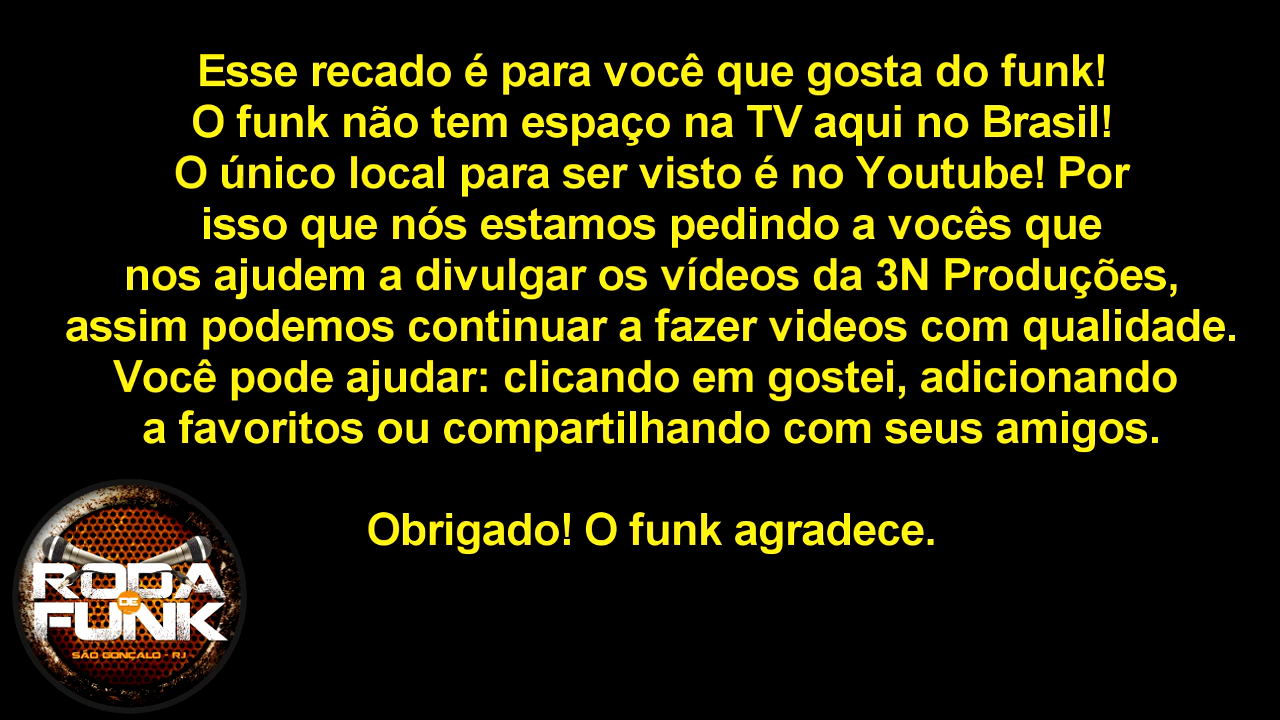 Esse recado é para você que gosta do funk!
O funk não tem espaço na TV aqui no Brasil!
O único local para ser visto é no Youtube! Por
isso que nós estamos pedindo a vocês que
nos ajudem a divulgar os vídeos da 3N Produções,
assim podemos continuar a fazer videos com qualidade.
Você pode ajudar: clicando em gostei, adicionando
a favoritos ou compartilhando com seus amigos.
Obrigado! O funk agradece.
RODA
DE
FUNK
SÃO GONÇALO - RJ